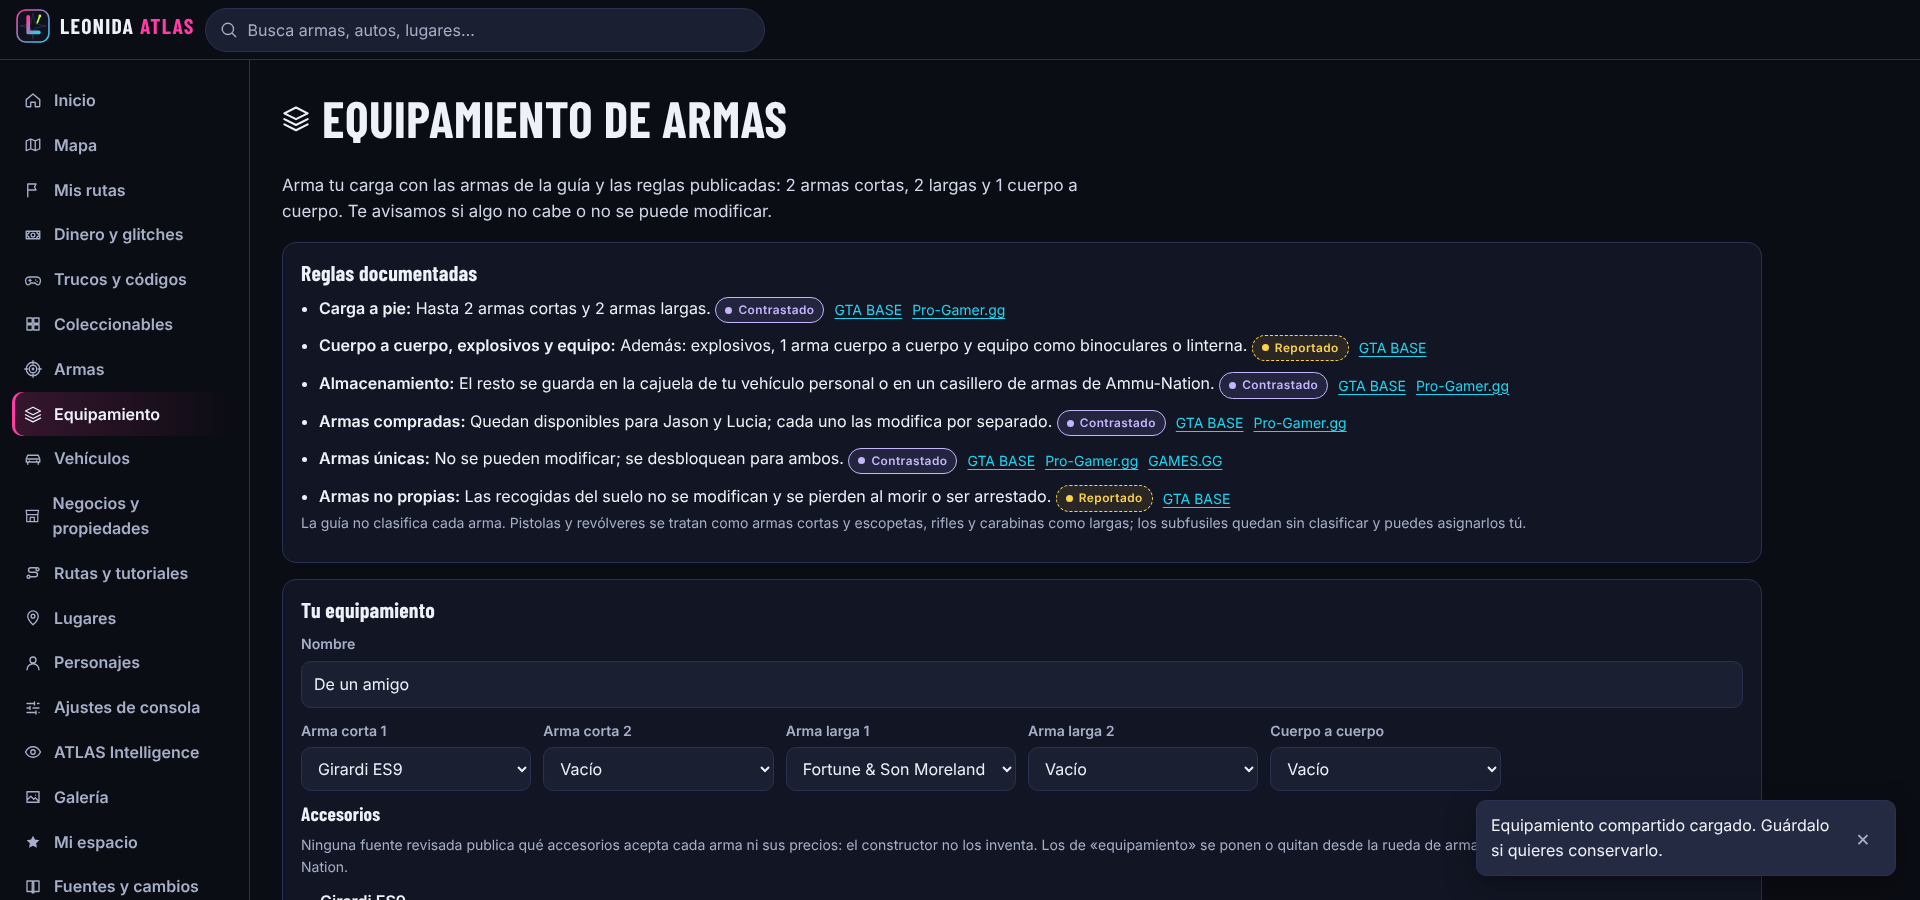 LEONIDA ATLAS
Busca armas, autos, lugares...
Inicio
Mapa
Mis rutas
Dinero y glitches
Trucos y códigos
Coleccionables
Armas
Equipamiento
Vehículos
Negocios y
propiedades
Rutas y tutoriales
Lugares
Personajes
Ajustes de consola
ATLAS Intelligence
Galería
Mi espacio
Fuentes y cambios
EQUIPAMIENTO DE ARMAS
Arma tu carga con las armas de la guía y las reglas publicadas: 2 armas cortas, 2 largas y 1 cuerpo a
cuerpo. Te avisamos si algo no cabe o no se puede modificar.
Reglas documentadas
• Carga a pie: Hasta 2 armas cortas y 2 armas largas. Contrastado GTA BASE Pro-Gamer.gg
• Cuerpo a cuerpo, explosivos y equipo: Además: explosivos, 1 arma cuerpo a cuerpo y equipo como binoculares o linterna. Reportado GTA BASE
• Almacenamiento: El resto se guarda en la cajuela de tu vehículo personal o en un casillero de armas de Ammu-Nation. Contrastado GTA BASE Pro-Gamer.gg
• Armas compradas: Quedan disponibles para Jason y Lucia; cada uno las modifica por separado. Contrastado GTA BASE Pro-Gamer.gg
• Armas únicas: No se pueden modificar; se desbloquean para ambos. Contrastado GTA BASE Pro-Gamer.gg GAMES.GG
• Armas no propias: Las recogidas del suelo no se modifican y se pierden al morir o ser arrestado. Reportado GTA BASE
La guía no clasifica cada arma. Pistolas y revólveres se tratan como armas cortas y escopetas, rifles y carabinas como largas; los subfusiles quedan sin clasificar y puedes asignarlos tú.
Tu equipamiento
Nombre
De un amigo
Arma corta 1 Arma corta 2 Arma larga 1 Arma larga 2 Cuerpo a cuerpo
Girardi ES9 Vacío Fortune & Son Moreland Vacío Vacío
Accesorios
Ninguna fuente revisada publica qué accesorios acepta cada arma ni sus precios: el constructor no los inventa. Los de «equipamiento» se ponen o quitan desde la rueda de arma
Nation.
Girardi ES9
Equipamiento compartido cargado. Guárdalo
si quieres conservarlo.